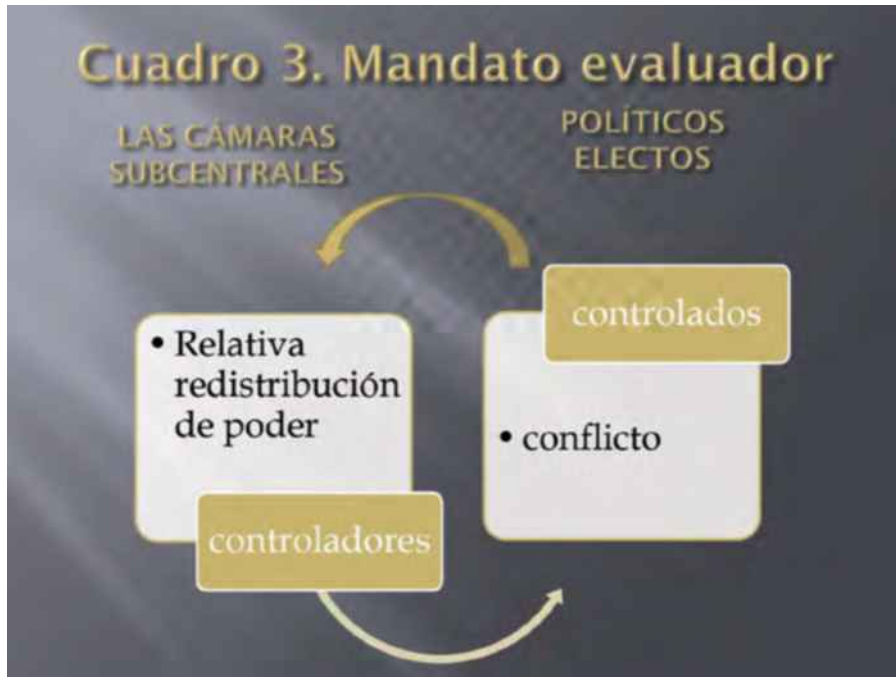 Cuadro 3. Mandato evaluador
LAS CÁMARAS
SUBCENTRALES
POLÍTICOS
ELECTOS
• Relativa
redistribución
de poder
controladores
controlados
• conflicto